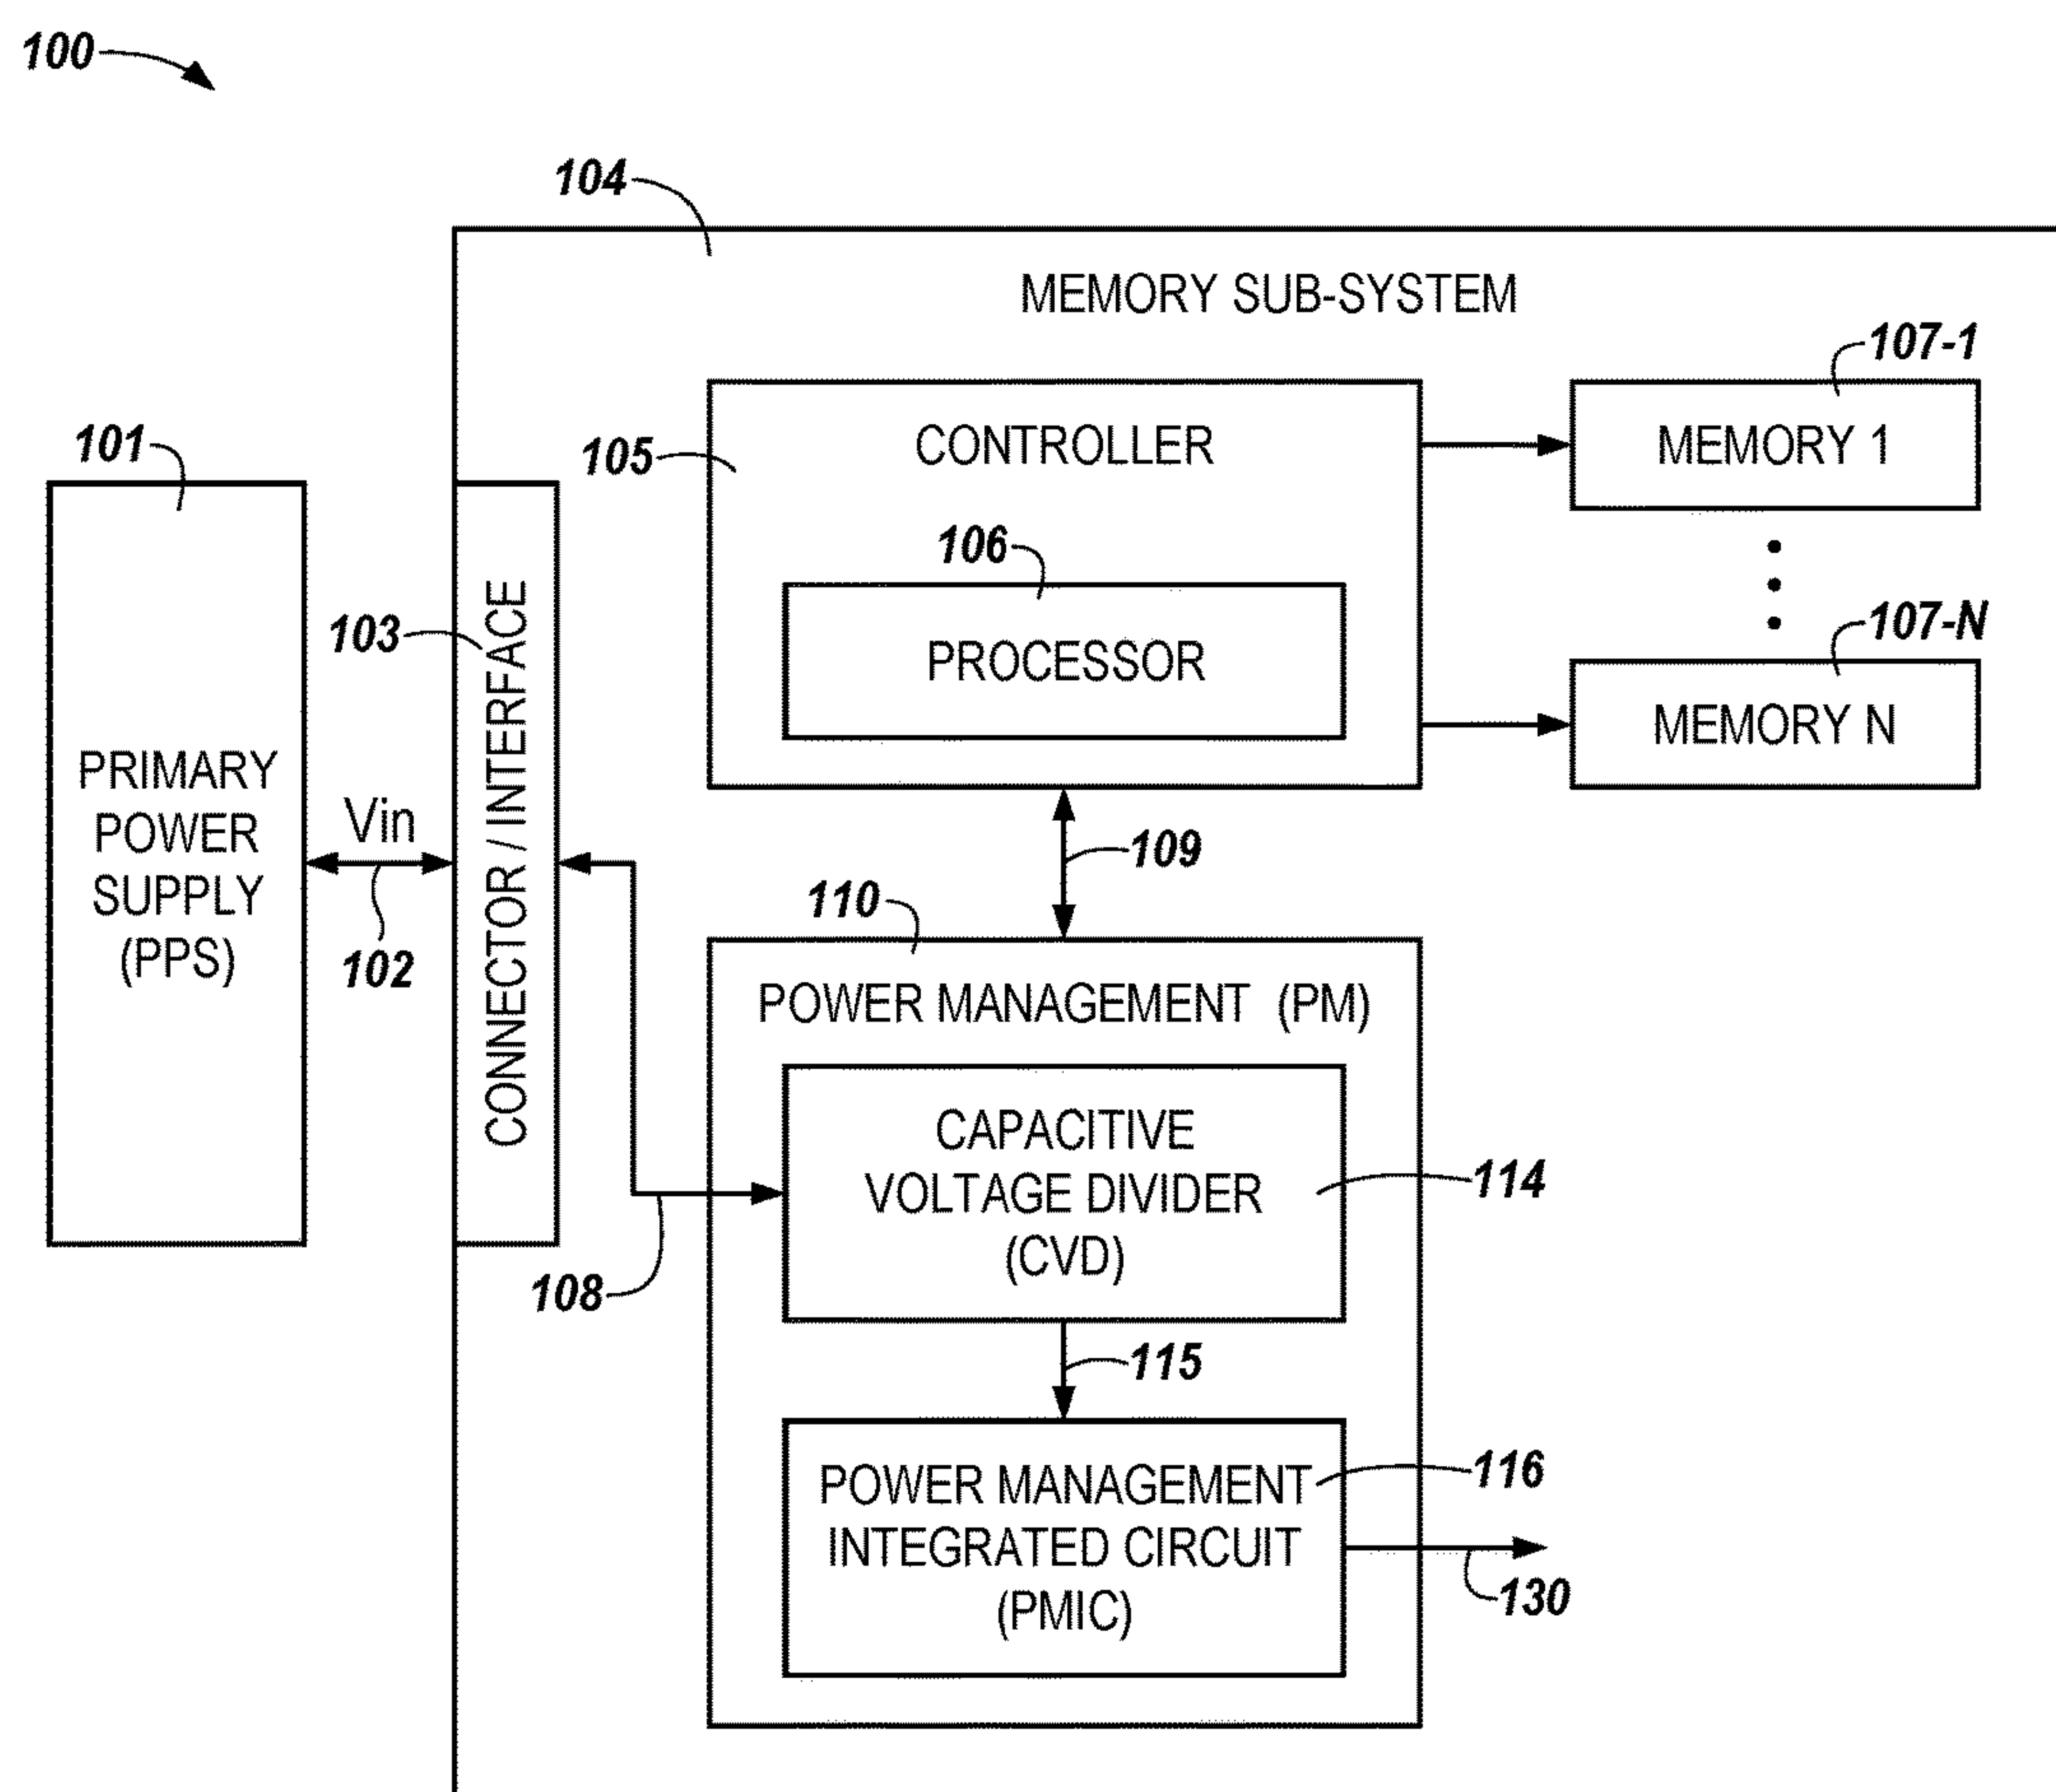 100
104
MEMORY SUB-SYSTEM
107-1
101
105
CONTROLLER
MEMORY 1
106
103
PROCESSOR
107-N
MEMORY N
PRIMARY
POWER
SUPPLY
(PPS)
Vin
102
CONNECTOR / INTERFACE
109
110
POWER MANAGEMENT (PM)
CAPACITIVE
VOLTAGE DIVIDER
(CVD)
114
108
115
POWER MANAGEMENT
INTEGRATED CIRCUIT
(PMIC)
116
130